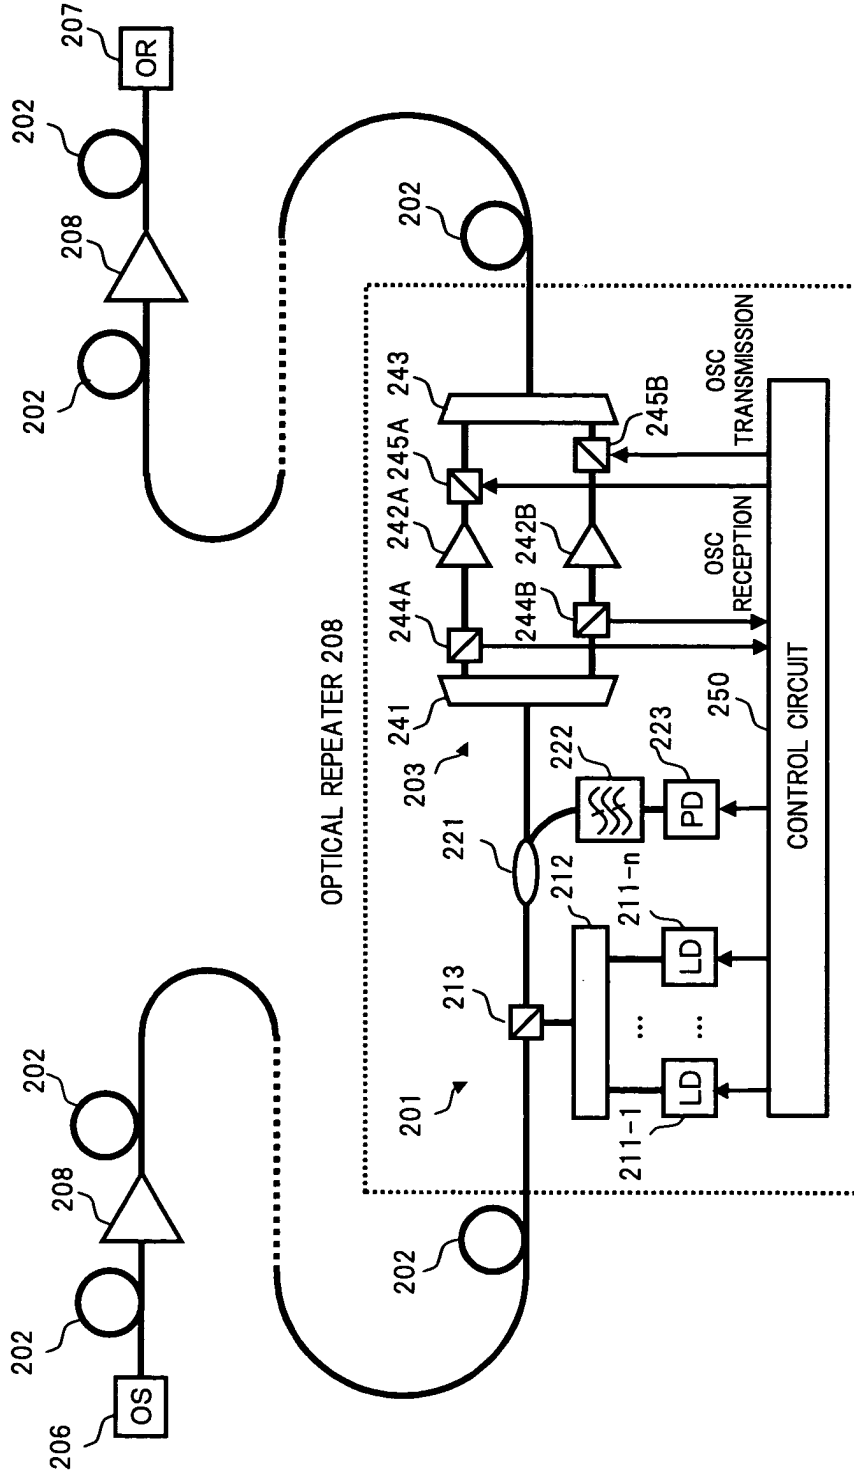 206
OS
202
208
202
202
208
202
207
OR
202
OPTICAL REPEATER 208
202
201
213
221
203
241
244A
242A
245A
243
211-1
LD
...
...
LD
211-n
212
222
PD
223
244B
242B
245B
250
OSC
RECEPTION
OSC
TRANSMISSION
CONTROL CIRCUIT